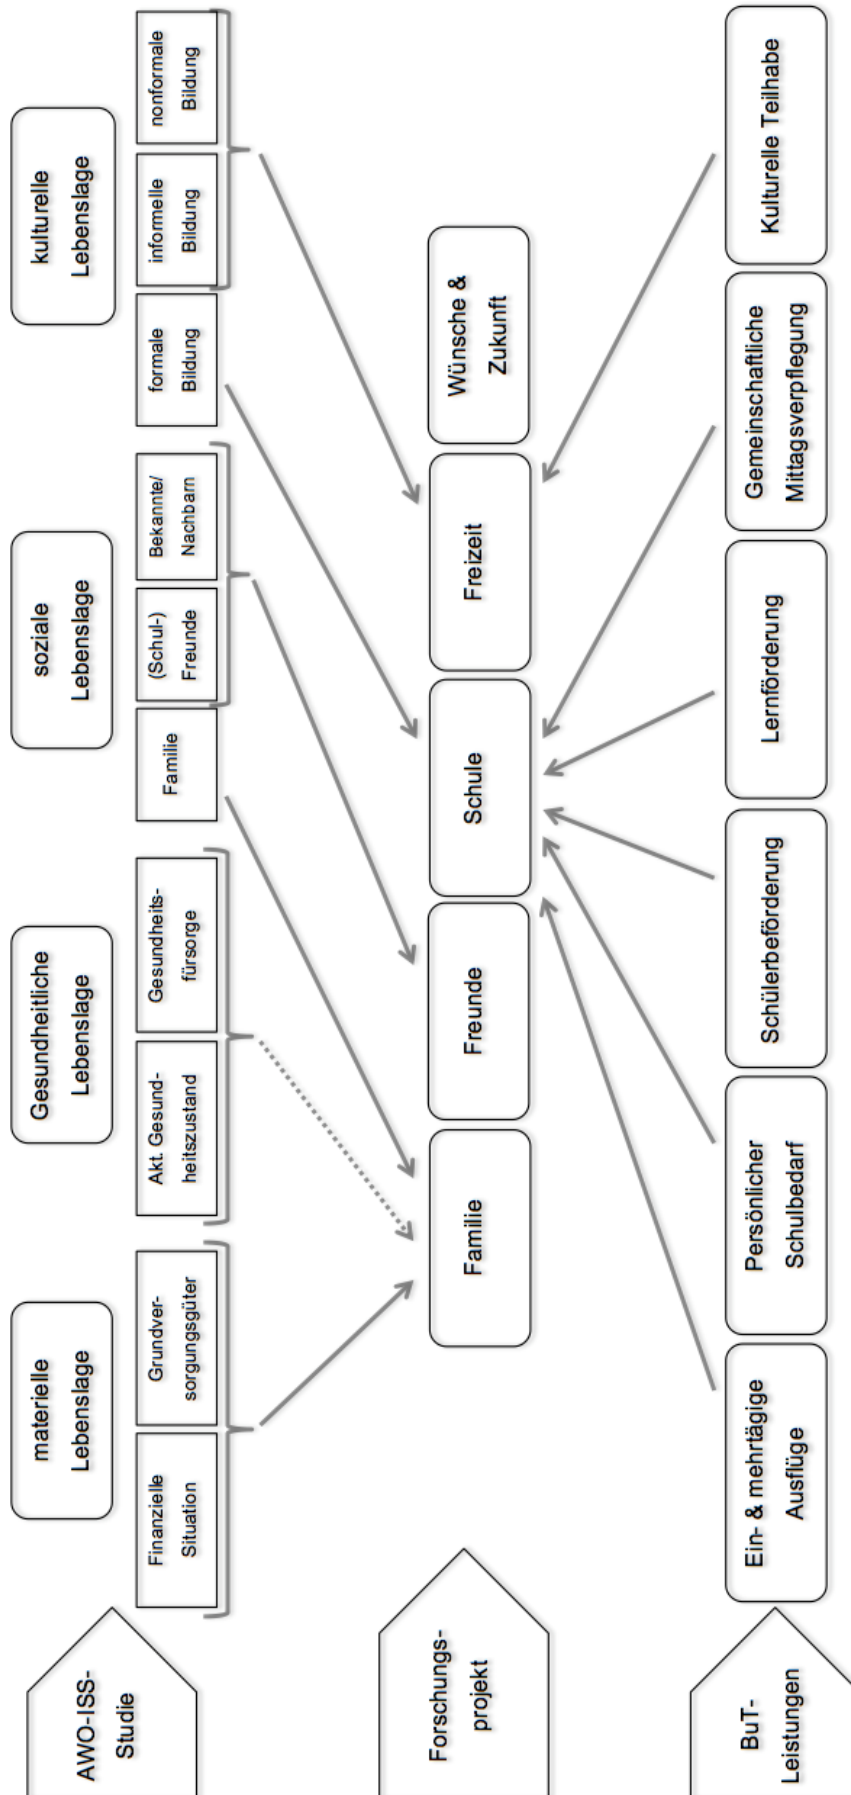 AWO-ISS-
Studie
materielle
Lebenslage
Gesundheitliche
Lebenslage
soziale
Lebenslage
kulturelle
Lebenslage
Finanzielle
Situation
Grundver-
sorgungsgüter
Akt. Gesund-
heitszustand
Gesundheits-
fürsorge
Familie
(Schul-)
Freunde
Bekannte/
Nachbarn
formale
Bildung
informelle
Bildung
nonformale
Bildung
Forschungs-
projekt
Familie
Freunde
Schule
Freizeit
Wünsche &
Zukunft
BuT-
Leistungen
Ein- & mehrtägige
Ausflüge
Persönlicher
Schulbedarf
Schülerbeförderung
Lernförderung
Gemeinschaftliche
Mittagsverpflegung
Kulturelle Teilhabe